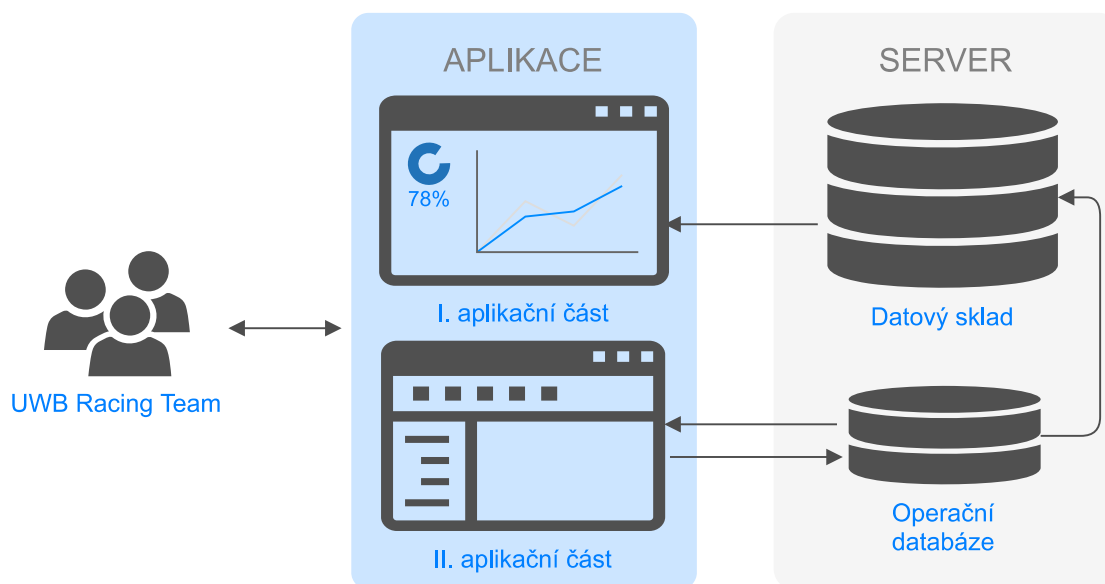 APLIKACE
SERVER
78%
I. aplikační část
Datový sklad
UWB Racing Team
Operační
databáze
II. aplikační část